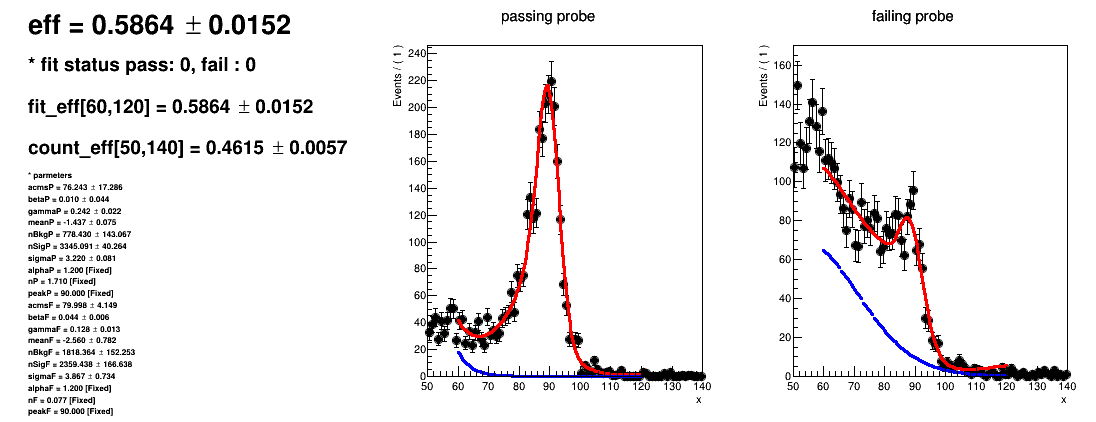 eff = 0.5864 ± 0.0152
* fit status pass: 0, fail : 0
fit_eff[60,120] = 0.5864 ± 0.0152
count_eff[50,140] = 0.4615 ± 0.0057
* parmeters
acmsP = 76.243 ± 17.286
betaP = 0.010 ± 0.044
gammaP = 0.242 ± 0.022
meanP = -1.437 ± 0.075
nBkgP = 778.430 ± 143.067
nSigP = 3345.091 ± 40.264
sigmaP = 3.220 ± 0.081
alphaP = 1.200 [Fixed]
nP = 1.710 [Fixed]
peakP = 90.000 [Fixed]
acmsF = 79.998 ± 4.149
betaF = 0.044 ± 0.006
gammaF = 0.128 ± 0.013
meanF = -2.560 ± 0.782
nBkgF = 1818.364 ± 152.253
nSigF = 2359.438 ± 166.638
sigmaF = 3.867 ± 0.734
alphaF = 1.200 [Fixed]
nF = 0.077 [Fixed]
peakF = 90.000 [Fixed]
passing probe
Events / ( 1 )
240
220
200
180
160
140
120
100
80
60
40
20
0
50 60 70 80 90 100 110 120 130 140
x
failing probe
Events / ( 1 )
160
140
120
100
80
60
40
20
0
50 60 70 80 90 100 110 120 130 140
x